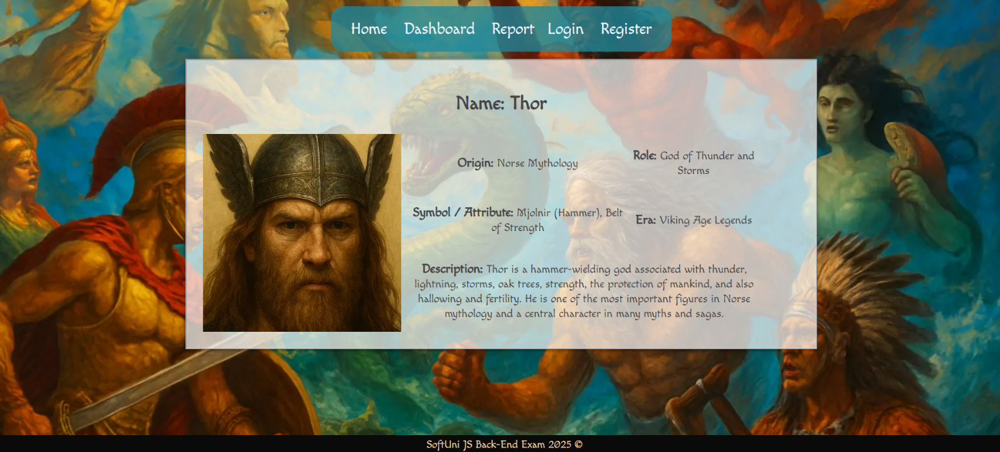 Home Dashboard Report Login Register
Name: Thor
Origin: Norse Mythology
Role: God of Thunder and
Storms
Symbol / Attribute: Mjolnir (Hammer), Belt
of Strength
Era: Viking Age Legends
Description: Thor is a hammer-wielding god associated with thunder,
lightning, storms, oak trees, strength, the protection of mankind, and also
hallowing and fertility. He is one of the most important figures in Norse
mythology and a central character in many myths and sagas.
SoftUni JS Back-End Exam 2025 ©